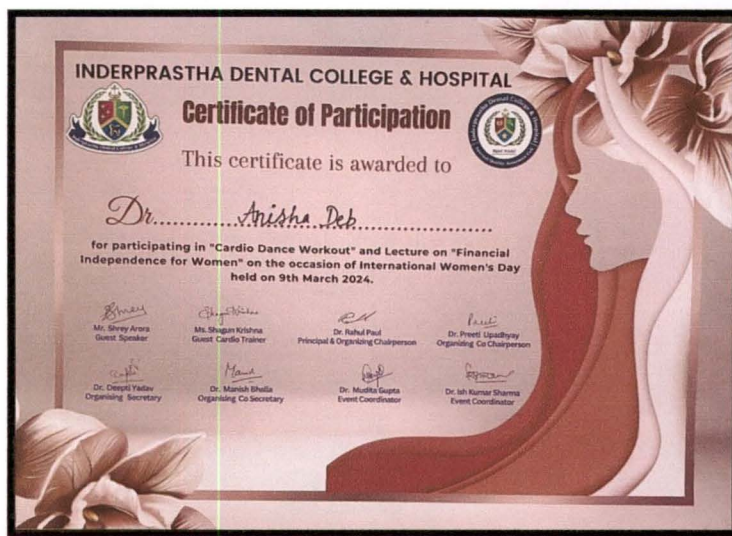 INDERPRASTHA DENTAL COLLEGE & HOSPITAL
Certificate of Participation
This certificate is awarded to
Dr. Anisha Deb
for participating in "Cardio Dance Workout" and Lecture on "Financial
Independence for Women" on the occasion of International Women's Day
held on 9th March 2024.
Mr. Shrey Arora
Guest Speaker
Ms. Shagun Krishna
Guest Cardio Trainer
Dr. Rahul Paul
Principal & Organizing Chairperson
Dr. Preeti Upadhyay
Organizing Co Chairperson
Dr. Deepti Yadav
Organising Secretary
Dr. Manish Bhalla
Organising Co Secretary
Dr. Mudita Gupta
Event Coordinator
Dr. Ish Kumar Sharma
Event Coordinator